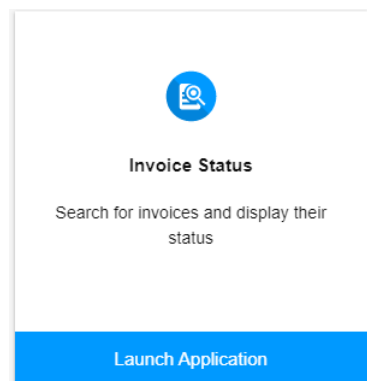 Invoice Status
Search for invoices and display their
status
Launch Application